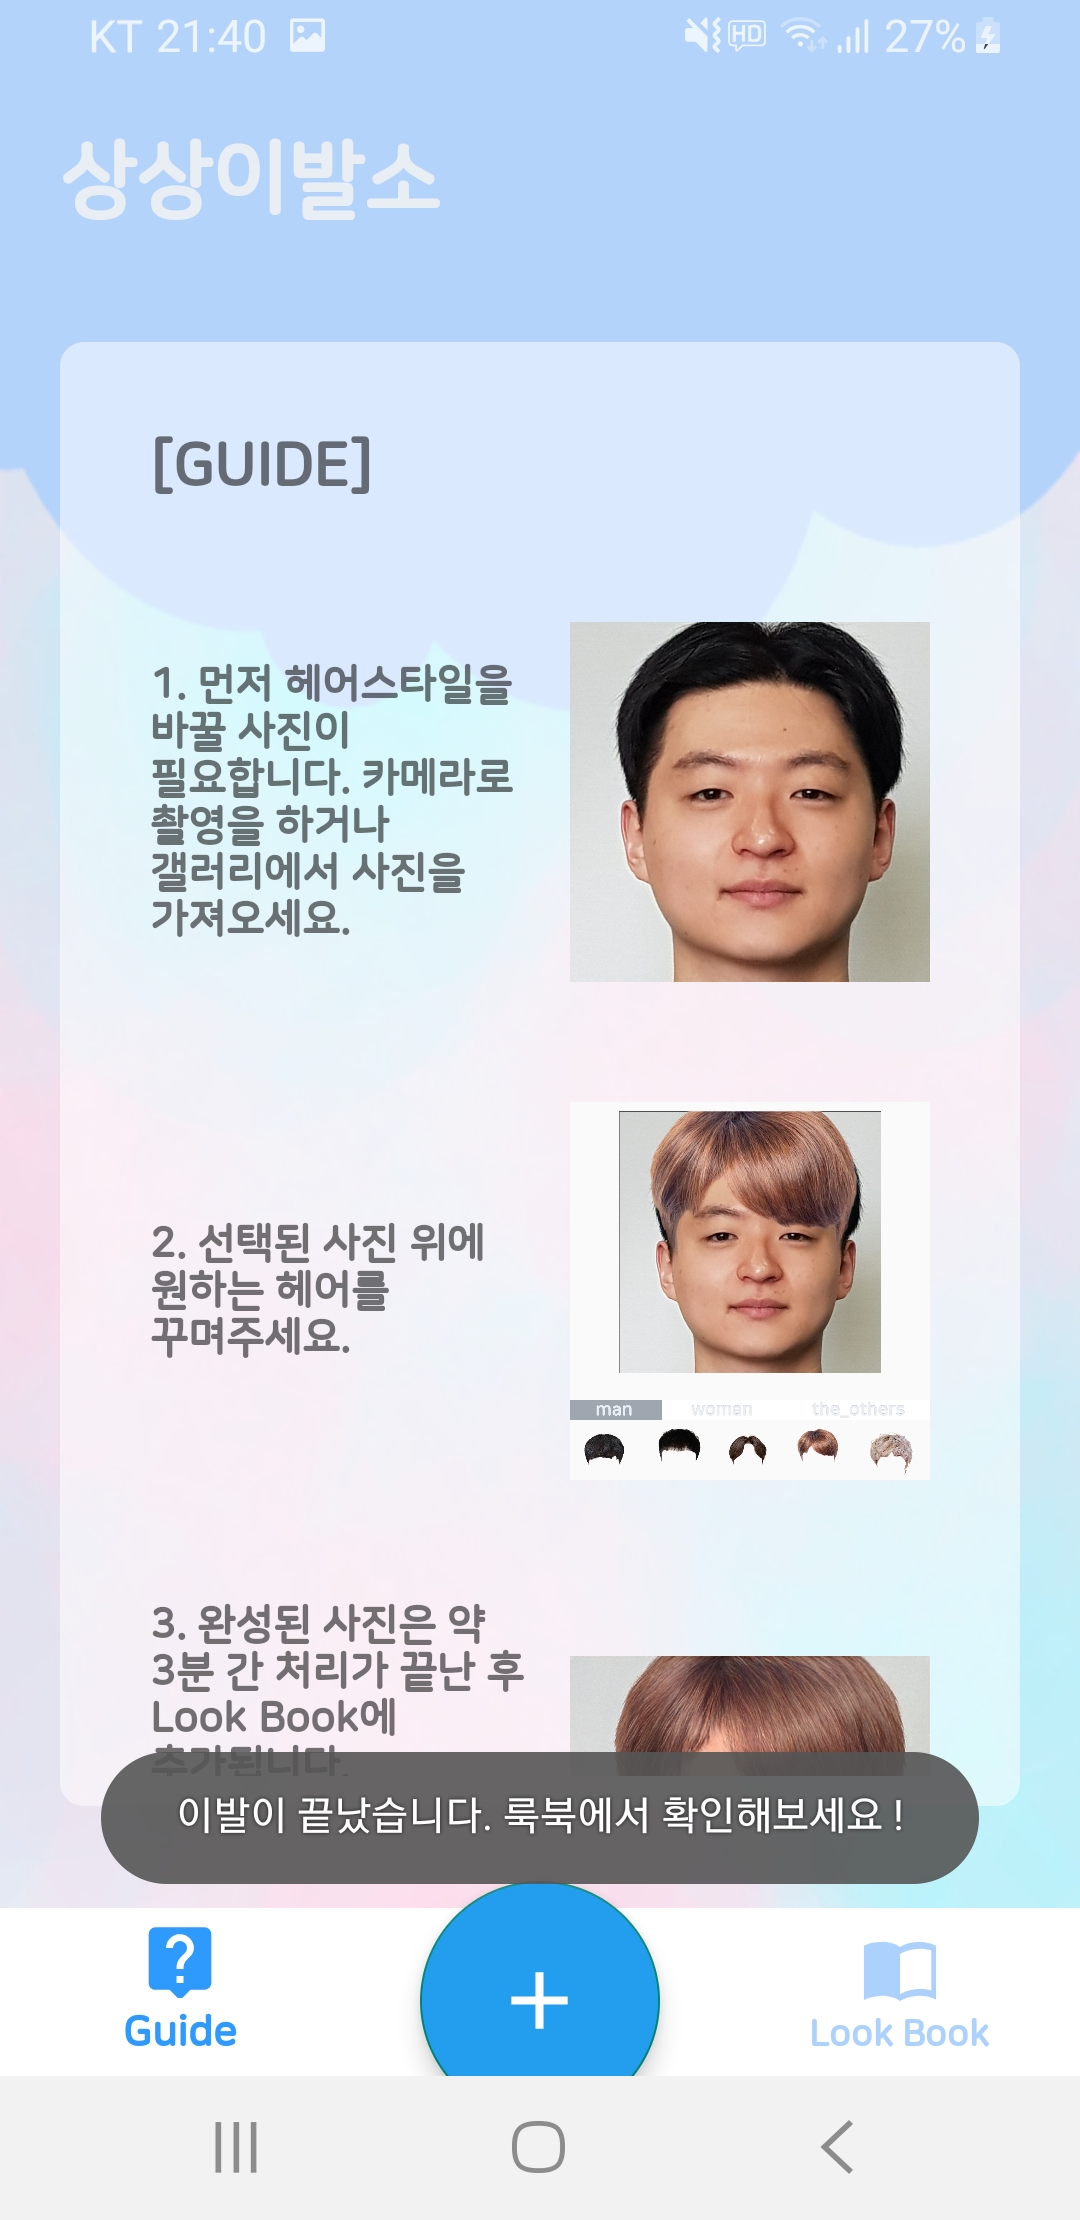 KT 21:40 HD 27%
상상이발소
[GUIDE]
1. 먼저 헤어스타일을
바꿀 사진이
필요합니다. 카메라로
촬영을 하거나
갤러리에서 사진을
가져오세요.
2. 선택된 사진 위에
원하는 헤어를
꾸며주세요.
man woman the_others
3. 완성된 사진은 약
3분 간 처리가 끝난 후
Look Book에
추가됩니다.
이발이 끝났습니다. 룩북에서 확인해보세요 !
Guide
Look Book